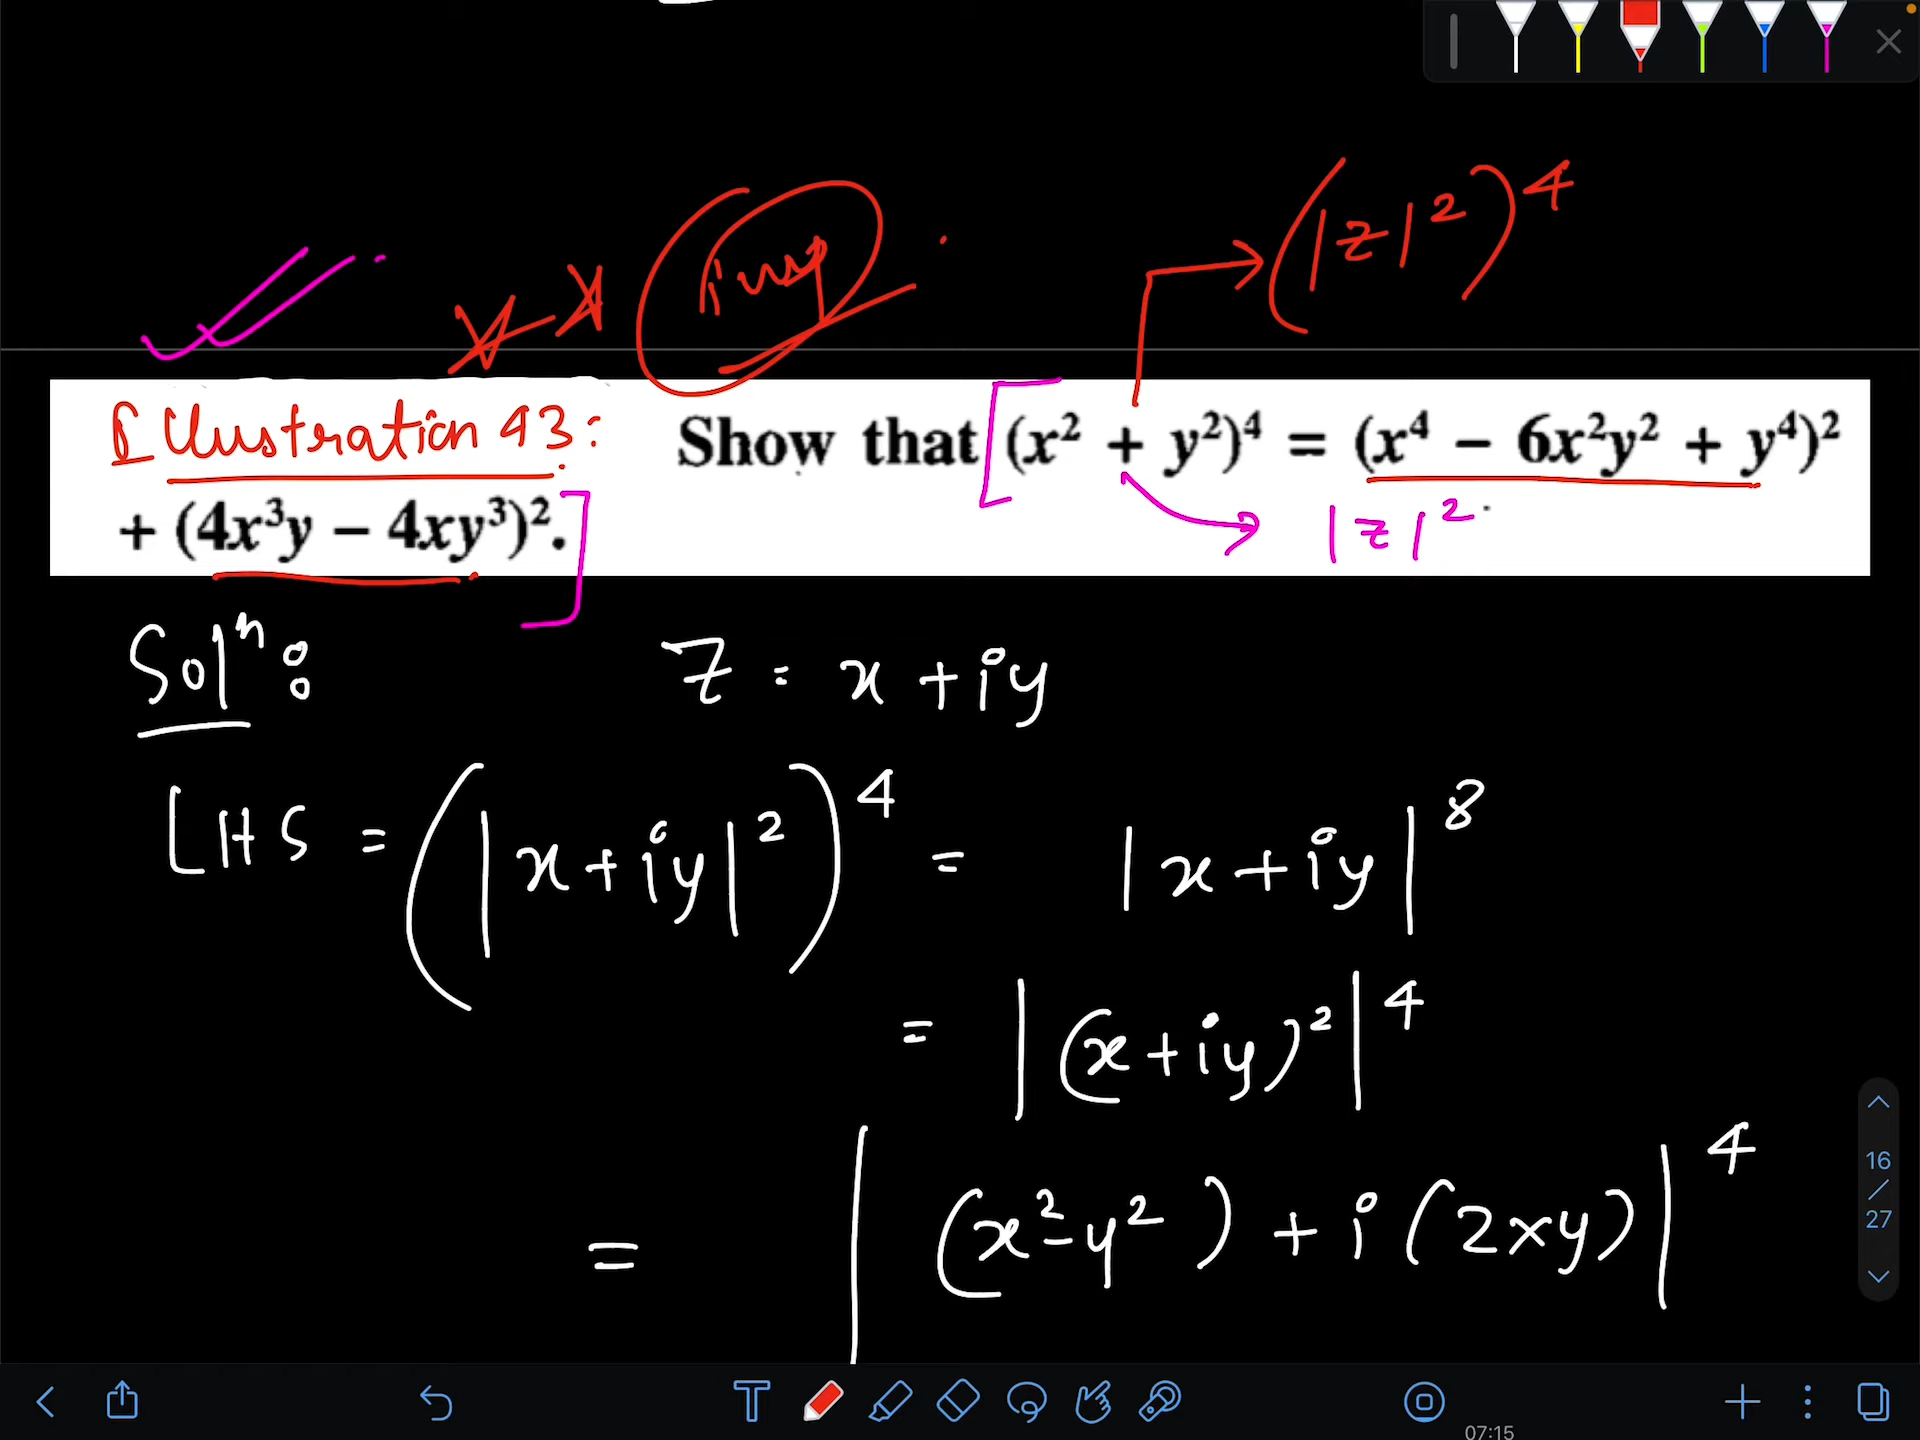 (|z|²)⁴
imp
Illustration 43: Show that (x² + y²)⁴ = (x⁴ − 6x²y² + y⁴)²
+ (4x³y − 4xy³)².
|z|²
Solⁿ: Z = x + iy
LHS = (|x + iy|²)⁴ = |x + iy|⁸
= |(x + iy)²|⁴
= |(x² − y²) + i(2xy)|⁴
16
/
27
T
07:15